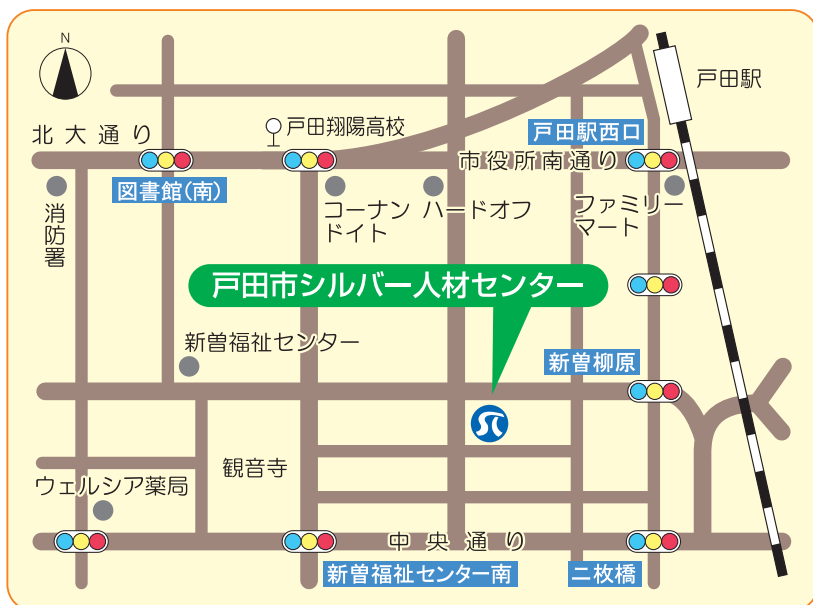 N
戸田駅
北大通り
戸田翔陽高校
戸田駅西口
市役所南通り
図書館(南)
消防署
コーナン
ドイト
ハードオフ
ファミリー
マート
戸田市シルバー人材センター
新曽福祉センター
新曽柳原
観音寺
ウェルシア薬局
中央通り
新曽福祉センター南
二枚橋